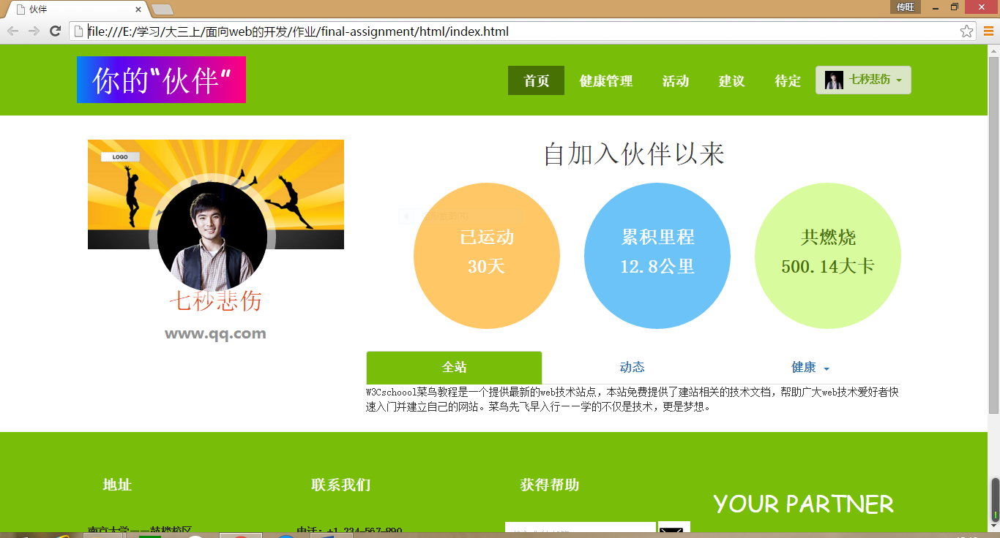 伙伴
传旺
file:///E:/学习/大三上/面向web的开发/作业/final-assignment/html/index.html
你的“伙伴”
首页 健康管理 活动 建议 待定 七秒悲伤
LOGO
自加入伙伴以来
已运动
30天
累积里程
12.8公里
共燃烧
500.14大卡
七秒悲伤
www.qq.com
全站 动态 健康
W3Cschoool菜鸟教程是一个提供最新的web技术站点，本站免费提供了建站相关的技术文档，帮助广大web技术爱好者快
速入门并建立自己的网站。菜鸟先飞早入行——学的不仅是技术，更是梦想。
地址 联系我们 获得帮助
YOUR PARTNER
南京大学——鼓楼校区 电话：+1 234-567-890